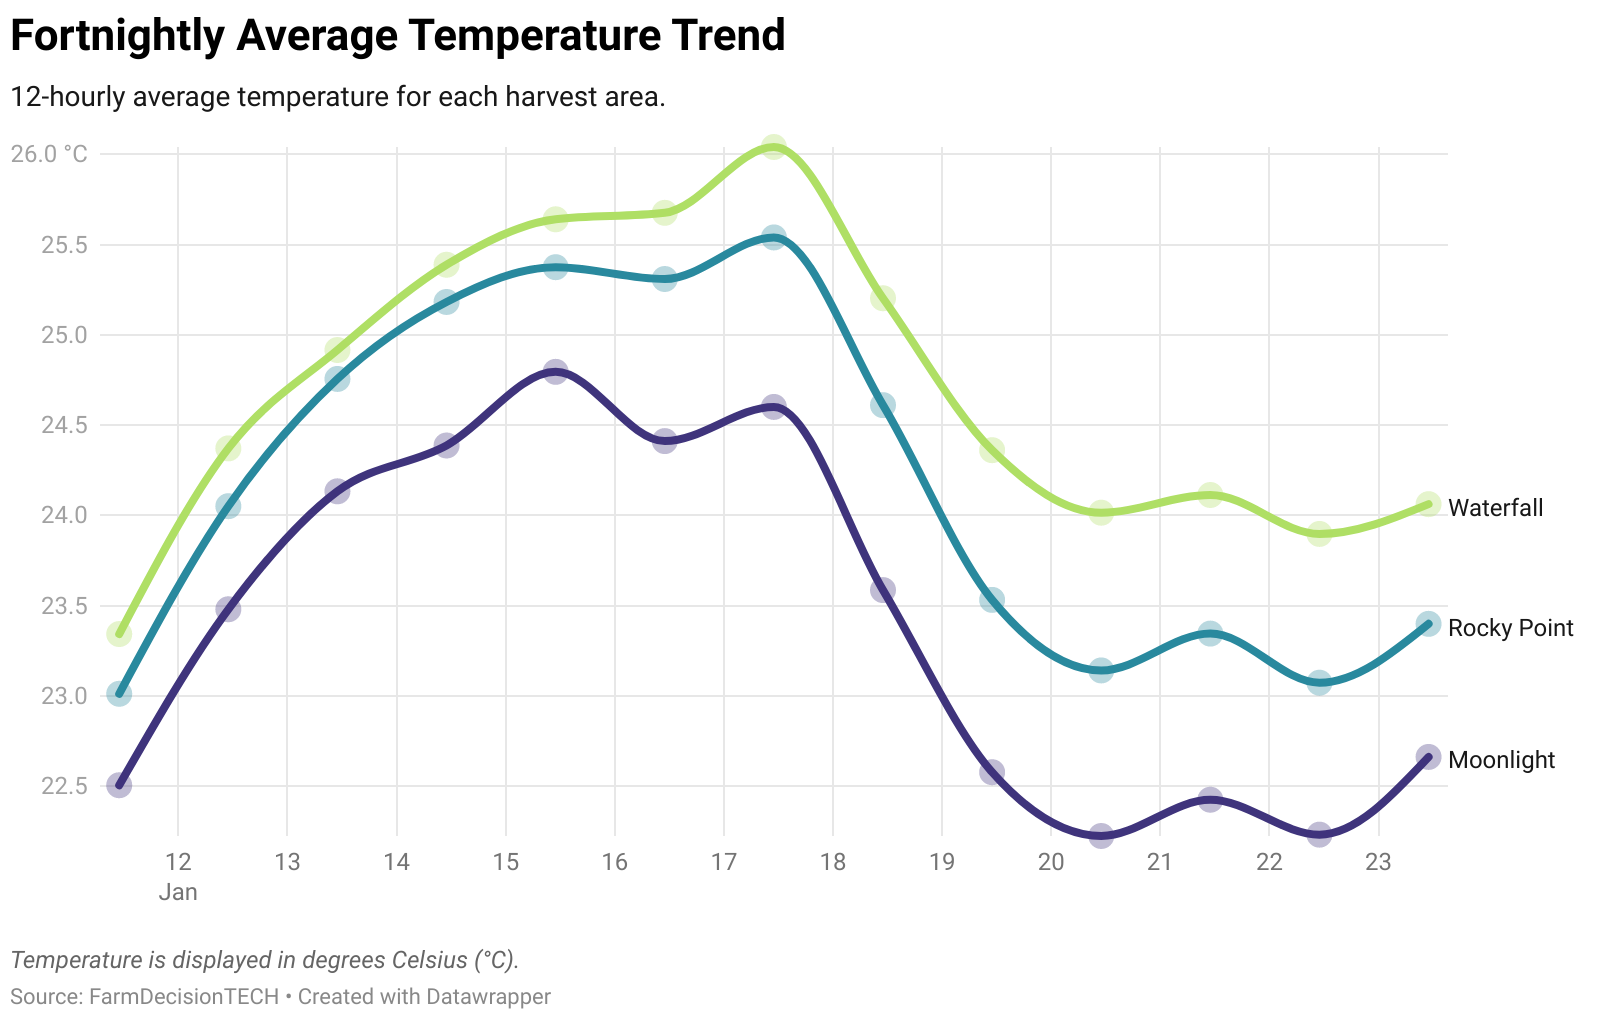 Fortnightly Average Temperature Trend
12-hourly average temperature for each harvest area.
26.0 °C
25.5
25.0
24.5
24.0
23.5
23.0
22.5
Waterfall
Rocky Point
Moonlight
12 13 14 15 16 17 18 19 20 21 22 23
Jan
Temperature is displayed in degrees Celsius (°C).
Source: FarmDecisionTECH • Created with Datawrapper